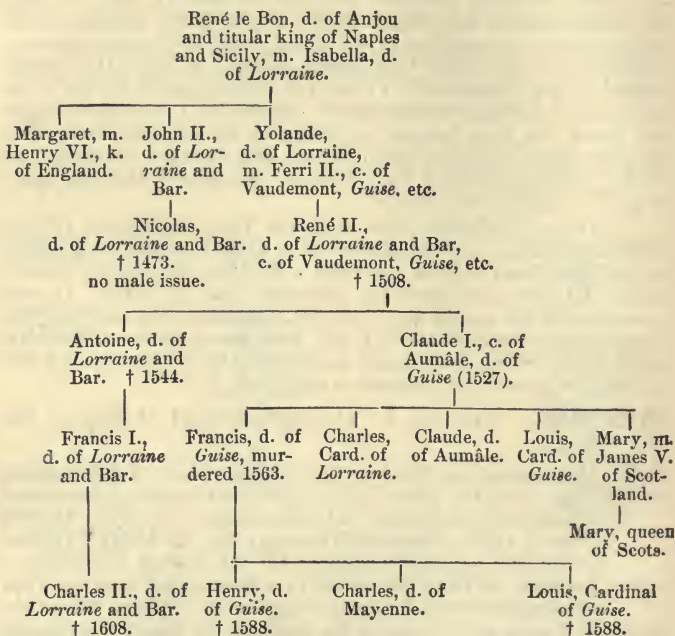 René le Bon, d. of Anjou
and titular king of Naples
and Sicily, m. Isabella, d.
of Lorraine.
Margaret, m.
Henry VI., k.
of England.
John II.,
d. of Lor-
raine and
Bar.
Yolande,
d. of Lorraine,
m. Ferri II., c. of
Vaudemont, Guise, etc.
Nicolas,
d. of Lorraine and Bar.
† 1473.
no male issue.
René II.,
d. of Lorraine and Bar,
c. of Vaudemont, Guise, etc.
† 1508.
Antoine, d. of
Lorraine and
Bar. † 1544.
Claude I., c. of
Aumâle, d. of
Guise (1527).
Francis I.,
d. of Lorraine
and Bar.
Francis, d. of
Guise, mur-
dered 1563.
Charles,
Card. of
Lorraine.
Claude, d.
of Aumâle.
Louis,
Card. of
Guise.
Mary, m.
James V.
of Scot-
land.
Mary, queen
of Scots.
Charles II., d. of
Lorraine and Bar.
† 1608.
Henry, d.
of Guise.
† 1588.
Charles, d. of
Mayenne.
Louis, Cardinal
of Guise.
† 1588.